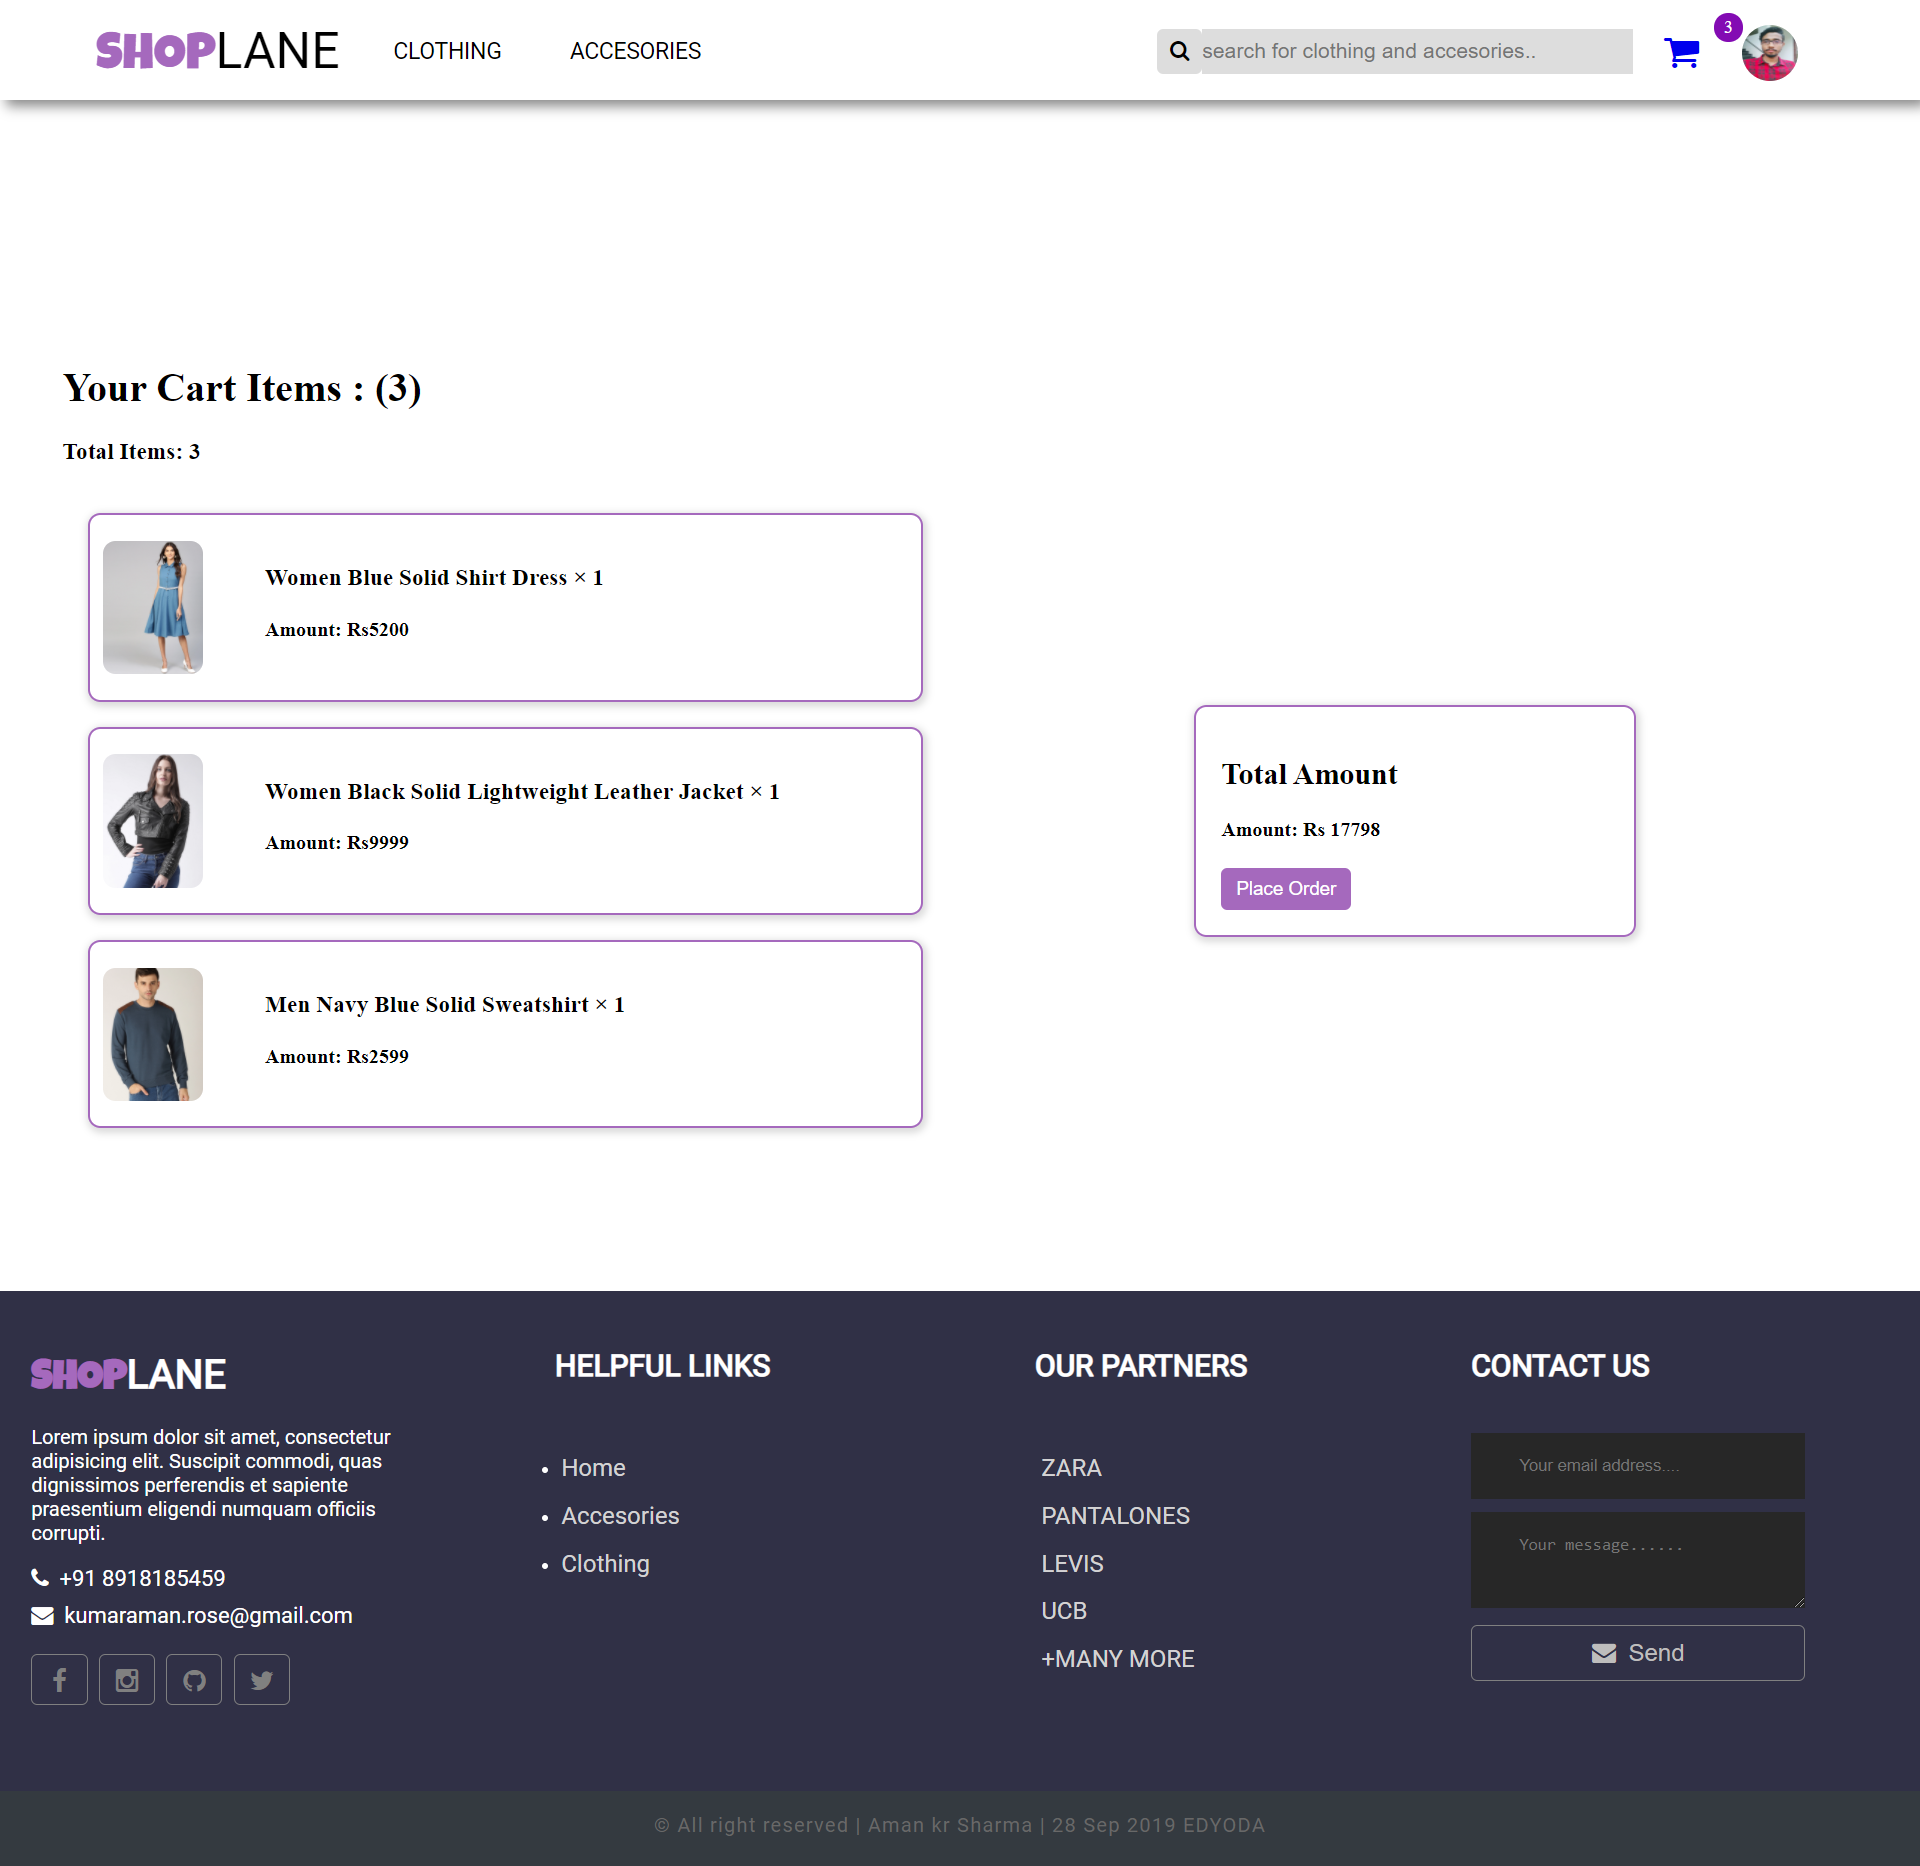 SHOPLANE CLOTHING ACCESORIES search for clothing and accesories.. 3
Your Cart Items : (3)
Total Items: 3
Women Blue Solid Shirt Dress × 1
Amount: Rs5200
Women Black Solid Lightweight Leather Jacket × 1
Amount: Rs9999
Men Navy Blue Solid Sweatshirt × 1
Amount: Rs2599
Total Amount
Amount: Rs 17798
Place Order
SHOPLANE
Lorem ipsum dolor sit amet, consectetur
adipisicing elit. Suscipit commodi, quas
dignissimos perferendis et sapiente
praesentium eligendi numquam officiis
corrupti.
+91 8918185459
kumaraman.rose@gmail.com
HELPFUL LINKS
Home
Accesories
Clothing
OUR PARTNERS
ZARA
PANTALONES
LEVIS
UCB
+MANY MORE
CONTACT US
Your email address....
Your message......
Send
© All right reserved | Aman kr Sharma | 28 Sep 2019 EDYODA